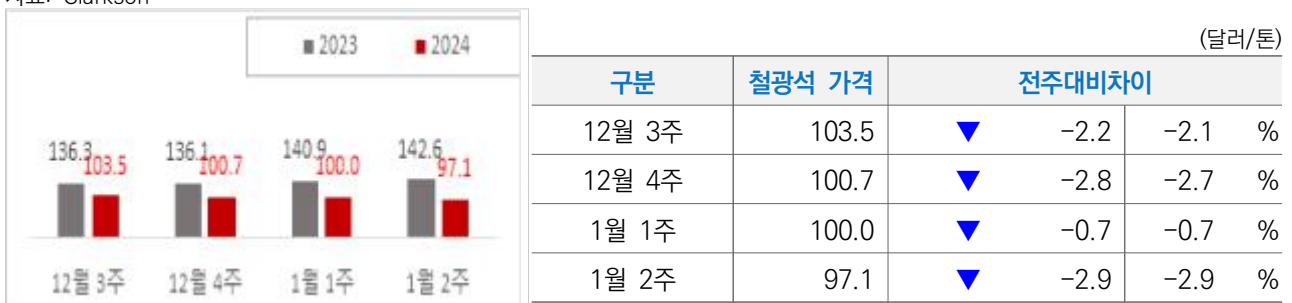 자료: Clarkson
■ 2023 ■ 2024
136.3 103.5 136.1 100.7 140.9 100.0 142.6 97.1
12월 3주 12월 4주 1월 1주 1월 2주
(달러/톤)
구분 철광석 가격 전주대비차이
12월 3주 103.5 ▼ -2.2 -2.1 %
12월 4주 100.7 ▼ -2.8 -2.7 %
1월 1주 100.0 ▼ -0.7 -0.7 %
1월 2주 97.1 ▼ -2.9 -2.9 %